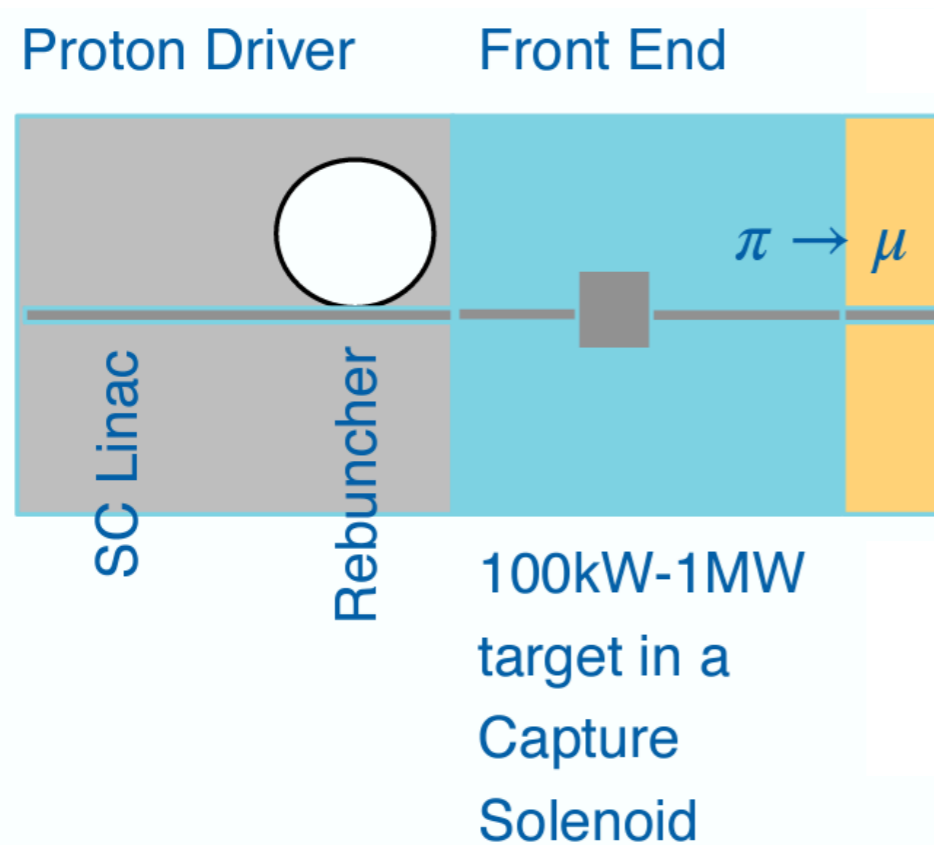 Proton Driver
Front End
π → μ
SC Linac
Rebuncher
100kW-1MW
target in a
Capture
Solenoid